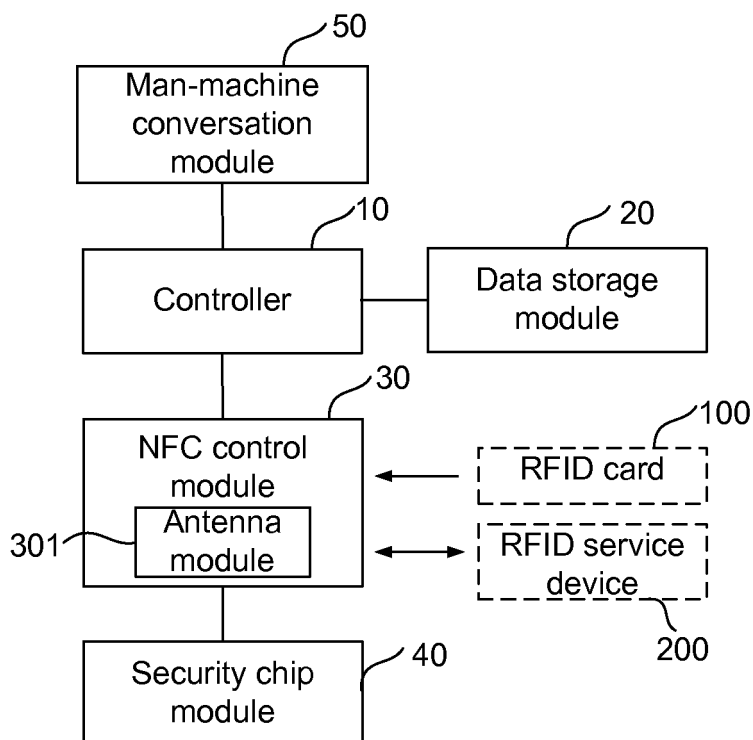 50
Man-machine
conversation
module
10
20
Controller
Data storage
module
30
100
NFC control
module
RFID card
301
Antenna
module
RFID service
device
200
40
Security chip
module